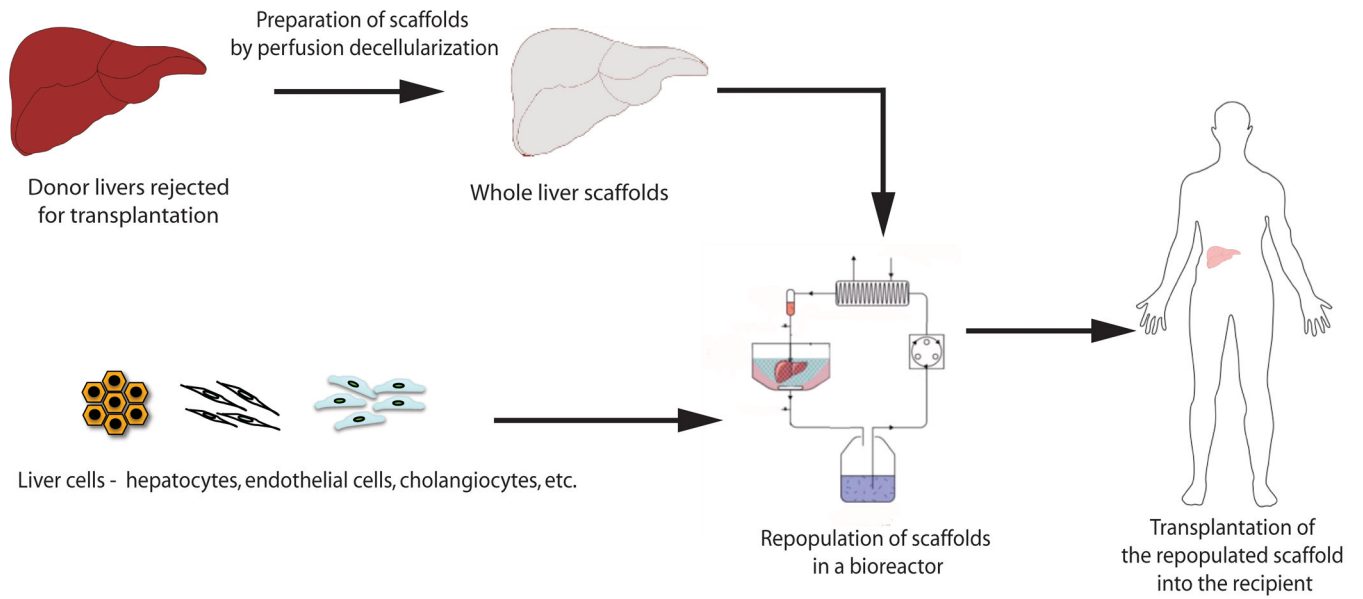 Preparation of scaffolds
by perfusion decellularization
Donor livers rejected
for transplantation
Whole liver scaffolds
Liver cells - hepatocytes, endothelial cells, cholangiocytes, etc.
Repopulation of scaffolds
in a bioreactor
Transplantation of
the repopulated scaffold
into the recipient